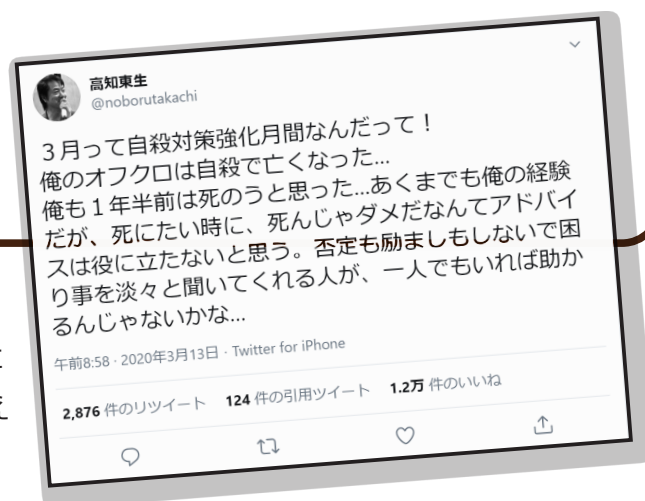 高知東生
@noborutakachi
３月って自殺対策強化月間なんだって！
俺のオフクロは自殺で亡くなった…
俺も１年半前は死のうと思った…あくまでも俺の経験
だが、死にたい時に、死んじゃダメだなんてアドバイ
スは役に立たないと思う。否定も励ましもしないで困
り事を淡々と聞いてくれる人が、一人でもいれば助か
るんじゃないかな…
午前8:58 · 2020年3月13日 · Twitter for iPhone
2,876 件のリツイート 124 件の引用ツイート 1.2万 件のいいね